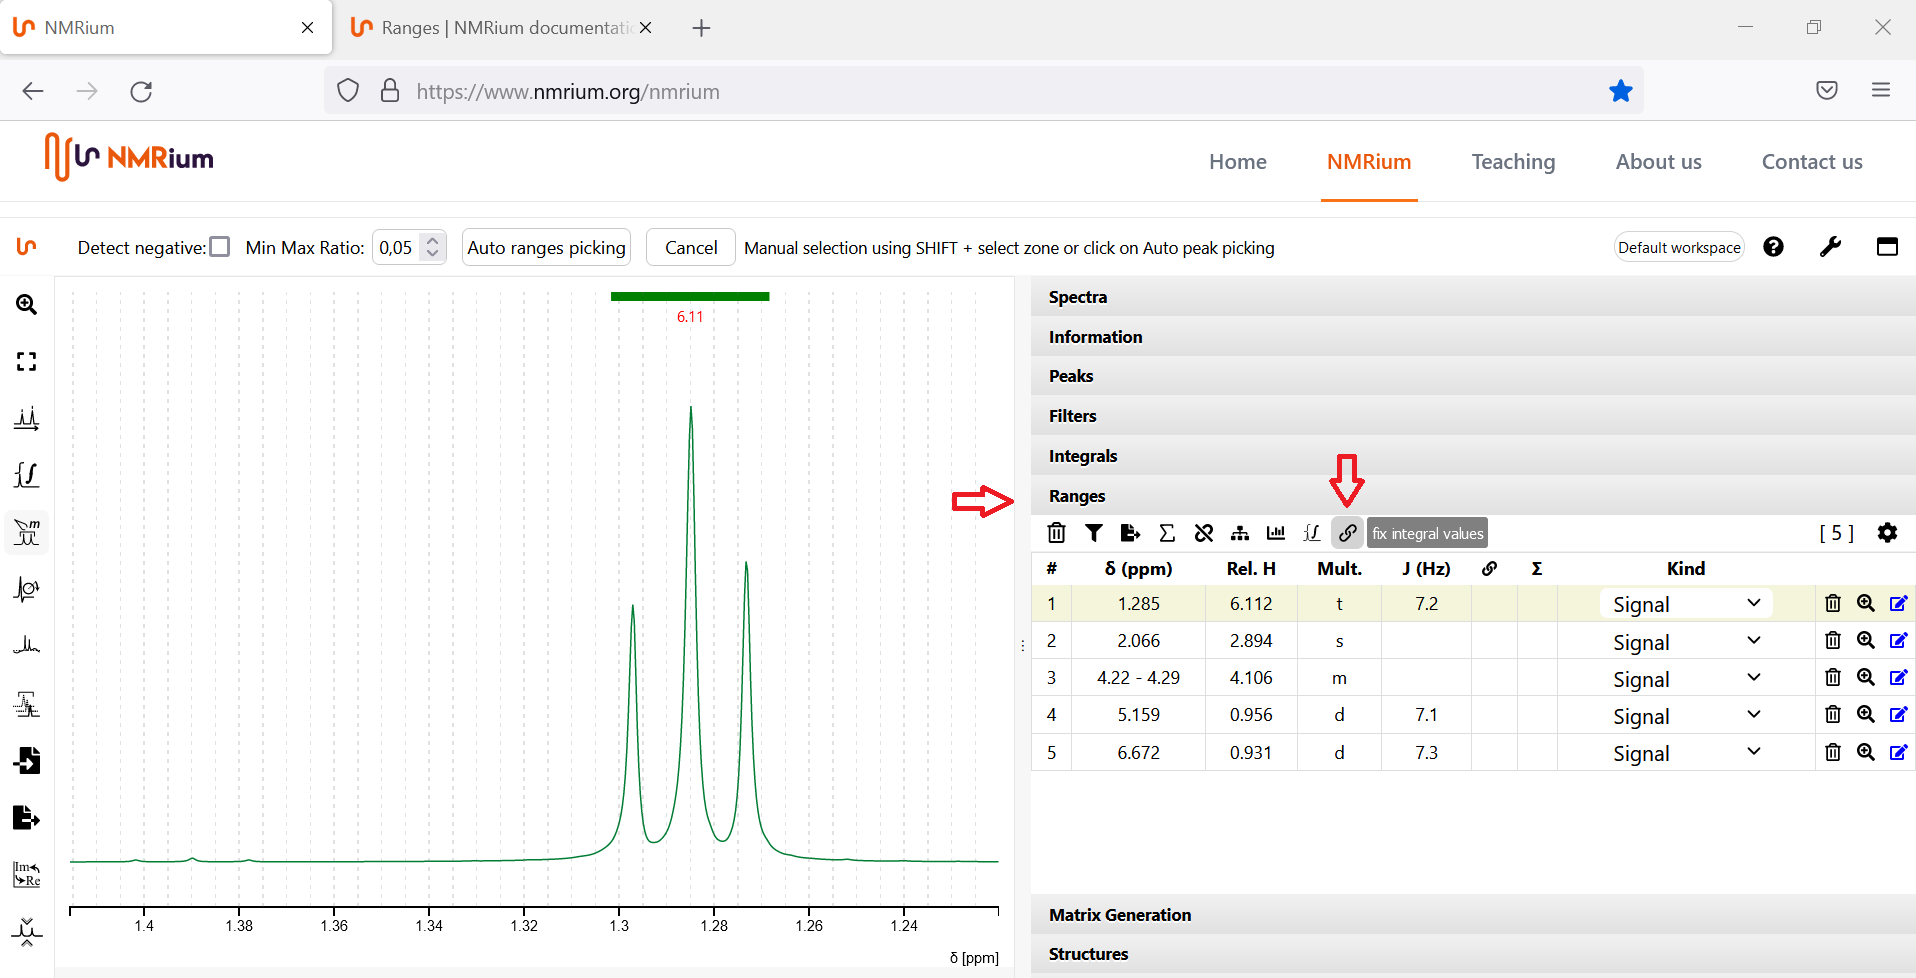 NMRium
Ranges | NMRium documentatio
https://www.nmrium.org/nmrium
NMRium
Home
NMRium
Teaching
About us
Contact us
Detect negative:
Min Max Ratio:
0,05
Auto ranges picking
Cancel
Manual selection using SHIFT + select zone or click on Auto peak picking
Default workspace
6.11
1.4 1.38 1.36 1.34 1.32 1.3 1.28 1.26 1.24
δ [ppm]
m
Im
Re
Spectra
Information
Peaks
Filters
Integrals
Ranges
Σ
fix integral values
[ 5 ]
# δ (ppm) Rel. H Mult. J (Hz) Σ Kind
1 1.285 6.112 t 7.2 Signal
2 2.066 2.894 s Signal
3 4.22 - 4.29 4.106 m Signal
4 5.159 0.956 d 7.1 Signal
5 6.672 0.931 d 7.3 Signal
Matrix Generation
Structures